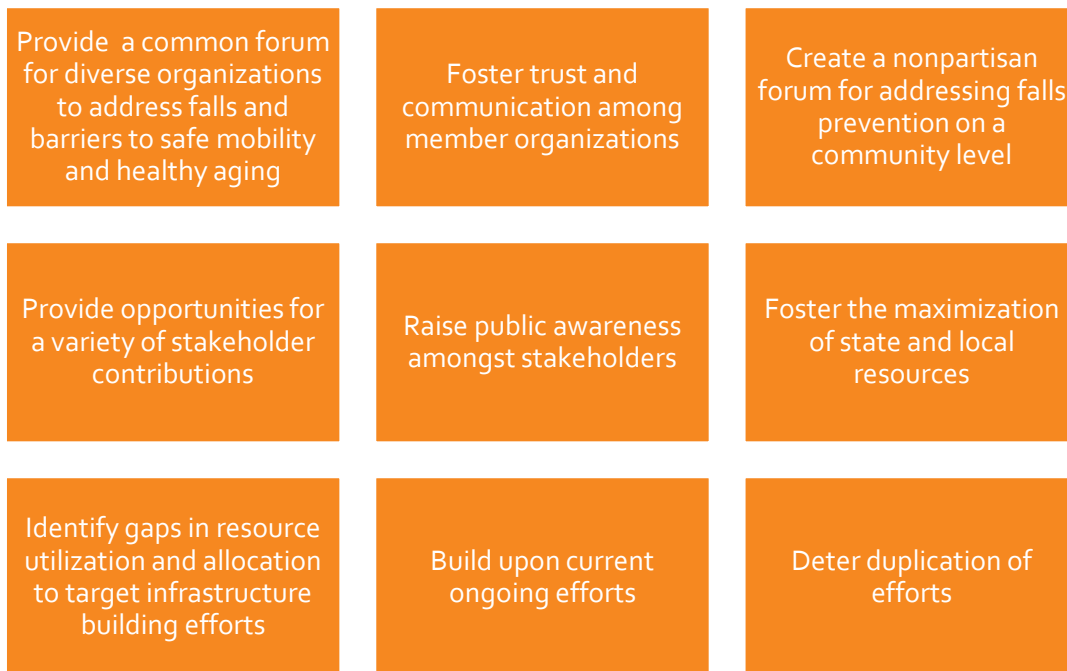 Provide  a common forum
for diverse organizations
to address falls and
barriers to safe mobility
and healthy aging
Foster trust and
communication among
member organizations
Create a nonpartisan
forum for addressing falls
prevention on a
community level
Provide opportunities for
a variety of stakeholder
contributions
Raise public awareness
amongst stakeholders
Foster the maximization
of state and local
resources
Identify gaps in resource
utilization and allocation
to target infrastructure
building efforts
Build upon current
ongoing efforts
Deter duplication of
efforts